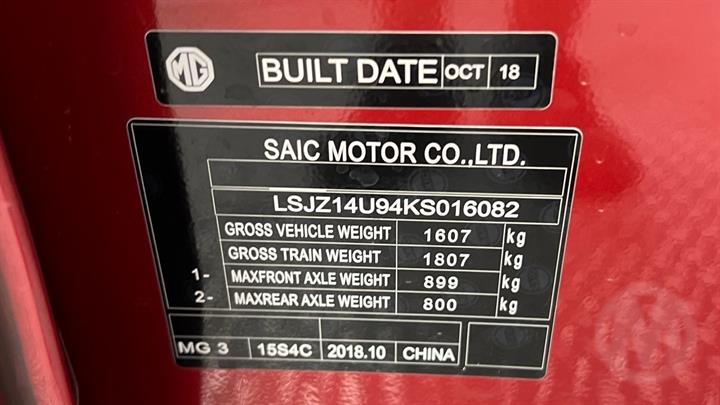 MG BUILT DATE OCT 18
SAIC MOTOR CO.,LTD.
LSJZ14U94KS016082
GROSS VEHICLE WEIGHT 1607 kg
GROSS TRAIN WEIGHT 1807 kg
1- MAXFRONT AXLE WEIGHT 899 kg
2- MAXREAR AXLE WEIGHT 800 kg
MG 3 15S4C 2018.10 CHINA